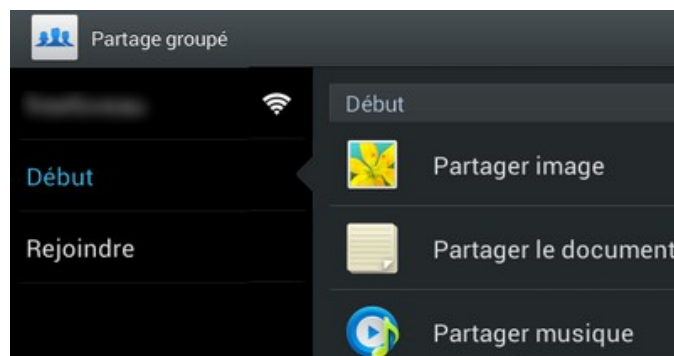 Partage groupé
Début
Rejoindre
Début
Partager image
Partager le document
Partager musique